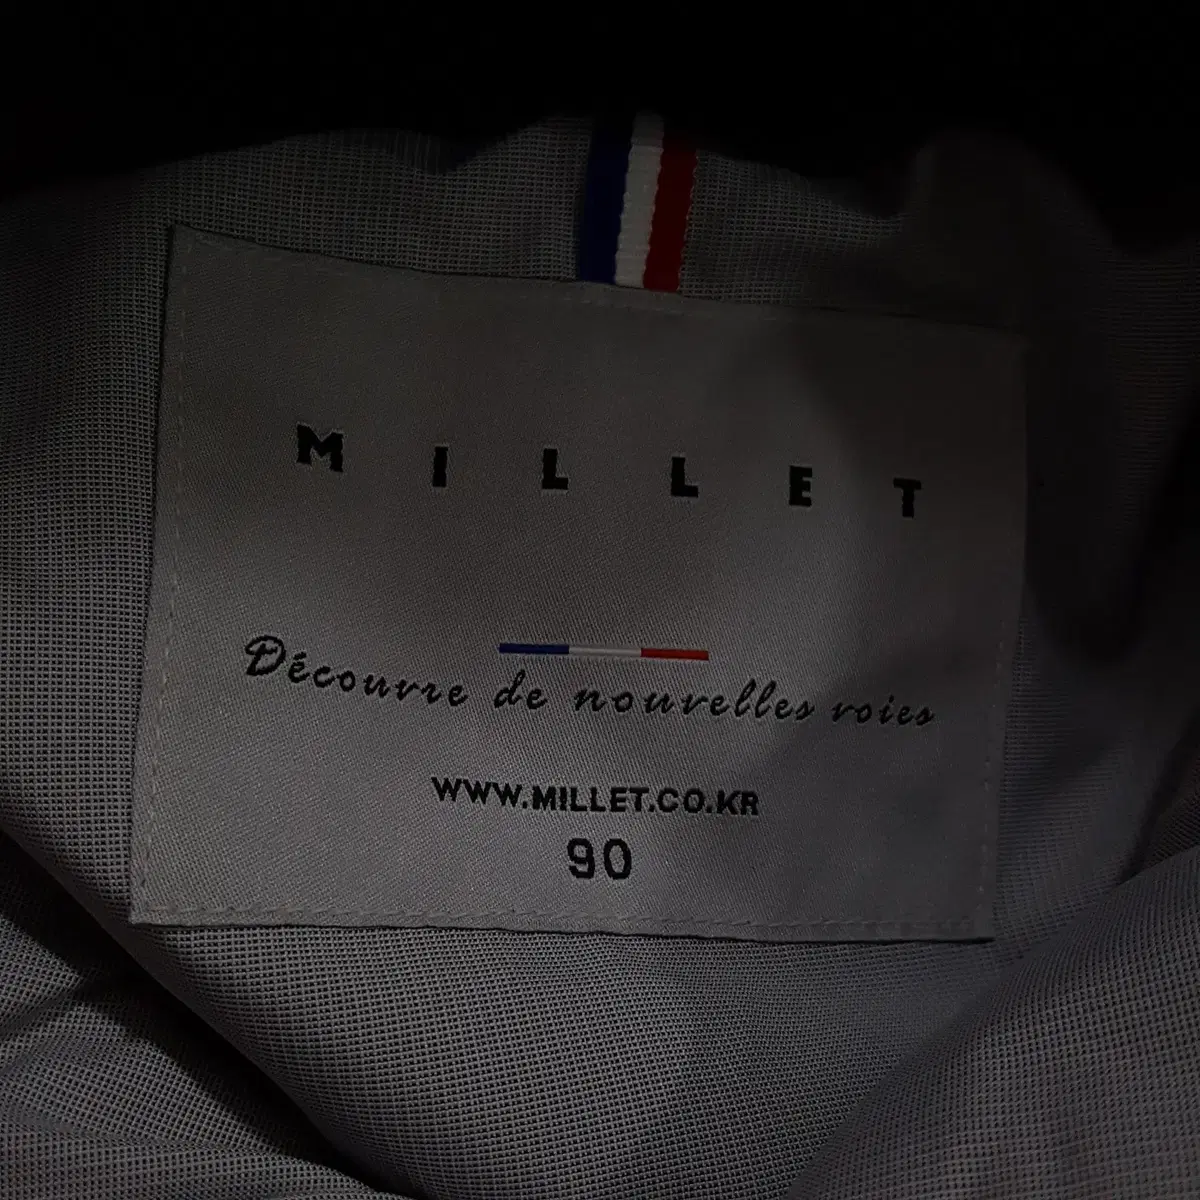 MILLET
Découvre de nouvelles voies
WWW.MILLET.CO.KR
90